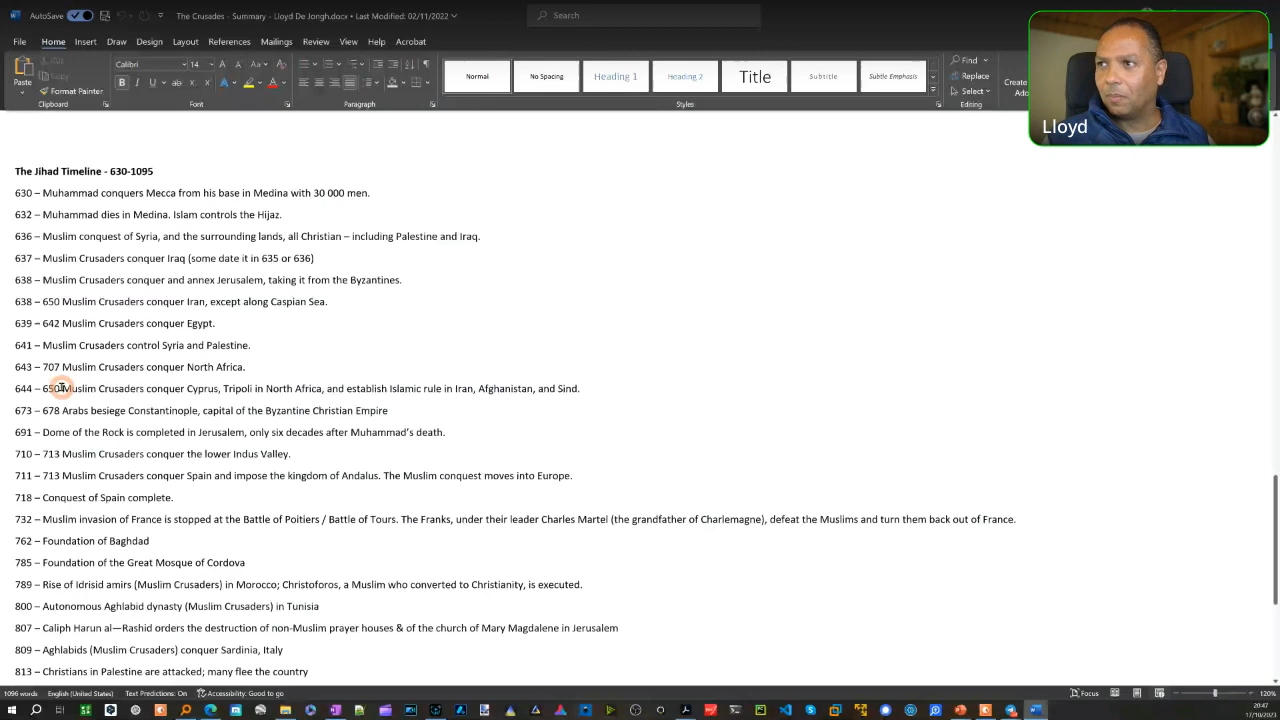 AutoSave
The Crusades - Summary - Lloyd De Jongh.docx • Last Modified: 02/11/2022
Search
File Home Insert Draw Design Layout References Mailings Review View Help Acrobat
Paste
Cut
Copy
Format Painter
Clipboard
Calibri 14
Font
Paragraph
Normal
No Spacing
Heading 1
Heading 2
Title
Subtitle
Subtle Emphasis
Styles
Find
Replace
Select
Editing
Lloyd
The Jihad Timeline - 630-1095
630 – Muhammad conquers Mecca from his base in Medina with 30 000 men.
632 – Muhammad dies in Medina. Islam controls the Hijaz.
636 – Muslim conquest of Syria, and the surrounding lands, all Christian – including Palestine and Iraq.
637 – Muslim Crusaders conquer Iraq (some date it in 635 or 636)
638 – Muslim Crusaders conquer and annex Jerusalem, taking it from the Byzantines.
638 – 650 Muslim Crusaders conquer Iran, except along Caspian Sea.
639 – 642 Muslim Crusaders conquer Egypt.
641 – Muslim Crusaders control Syria and Palestine.
643 – 707 Muslim Crusaders conquer North Africa.
644 – 650 Muslim Crusaders conquer Cyprus, Tripoli in North Africa, and establish Islamic rule in Iran, Afghanistan, and Sind.
673 – 678 Arabs besiege Constantinople, capital of the Byzantine Christian Empire
691 – Dome of the Rock is completed in Jerusalem, only six decades after Muhammad’s death.
710 – 713 Muslim Crusaders conquer the lower Indus Valley.
711 – 713 Muslim Crusaders conquer Spain and impose the kingdom of Andalus. The Muslim conquest moves into Europe.
718 – Conquest of Spain complete.
732 – Muslim invasion of France is stopped at the Battle of Poitiers / Battle of Tours. The Franks, under their leader Charles Martel (the grandfather of Charlemagne), defeat the Muslims and turn them back out of France.
762 – Foundation of Baghdad
785 – Foundation of the Great Mosque of Cordova
789 – Rise of Idrisid amirs (Muslim Crusaders) in Morocco; Christoforos, a Muslim who converted to Christianity, is executed.
800 – Autonomous Aghlabid dynasty (Muslim Crusaders) in Tunisia
807 – Caliph Harun al—Rashid orders the destruction of non-Muslim prayer houses & of the church of Mary Magdalene in Jerusalem
809 – Aghlabids (Muslim Crusaders) conquer Sardinia, Italy
813 – Christians in Palestine are attacked; many flee the country
1096 words English (United States) Text Predictions: On Accessibility: Good to go Focus 120%
20:47
17/10/2023